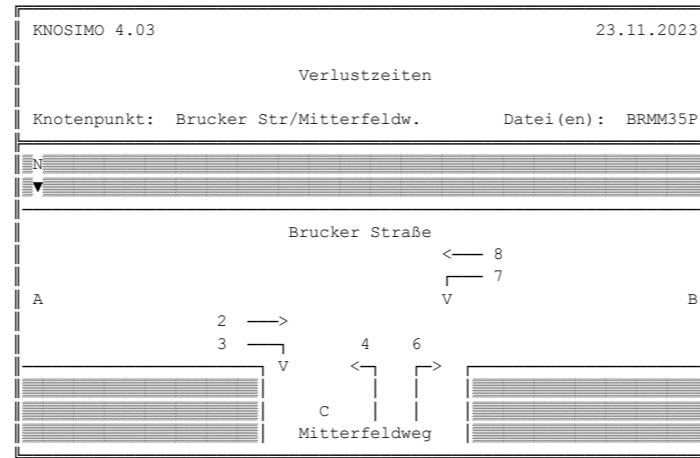 KNOSIMO 4.03 23.11.2023
Verlustzeiten
Knotenpunkt: Brucker Str/Mitterfeldw. Datei(en): BRMM35P
N
Brucker Straße
8
7
A V B
2
3 4 6
V
C
Mitterfeldweg